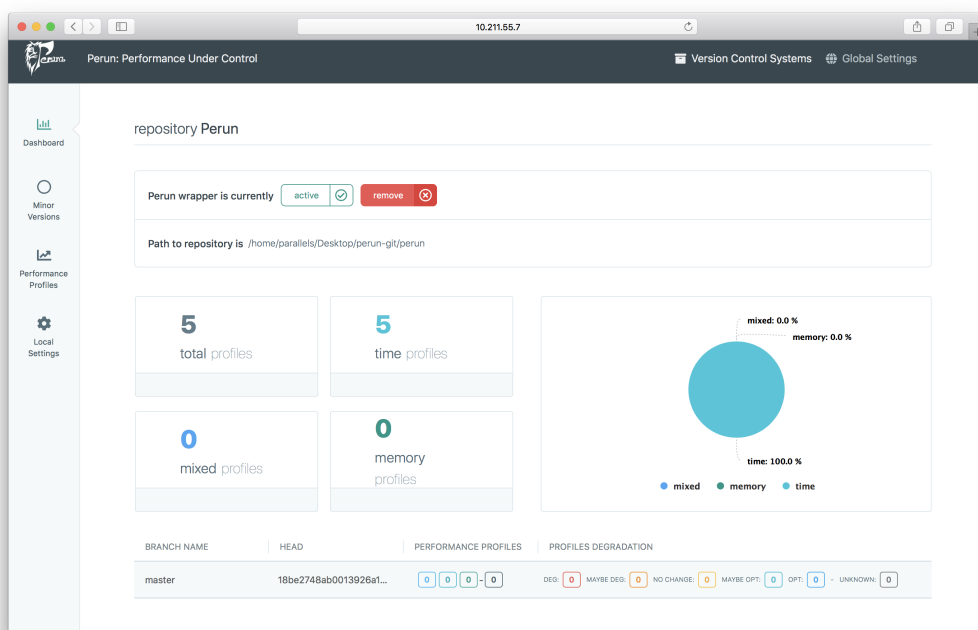 10.211.55.7
Perun
Perun: Performance Under Control
Version Control Systems
Global Settings
Dashboard
Minor
Versions
Performance
Profiles
Local
Settings
repository Perun
Perun wrapper is currently active remove
Path to repository is /home/parallels/Desktop/perun-git/perun
5
total profiles
5
time profiles
0
mixed profiles
0
memory
profiles
mixed: 0.0 %
memory: 0.0 %
time: 100.0 %
mixed memory time
BRANCH NAME HEAD PERFORMANCE PROFILES PROFILES DEGRADATION
master 18be2748ab0013926a1... 0 0 0 - 0 DEG: 0 MAYBE DEG: 0 NO CHANGE: 0 MAYBE OPT: 0 OPT: 0 - UNKNOWN: 0